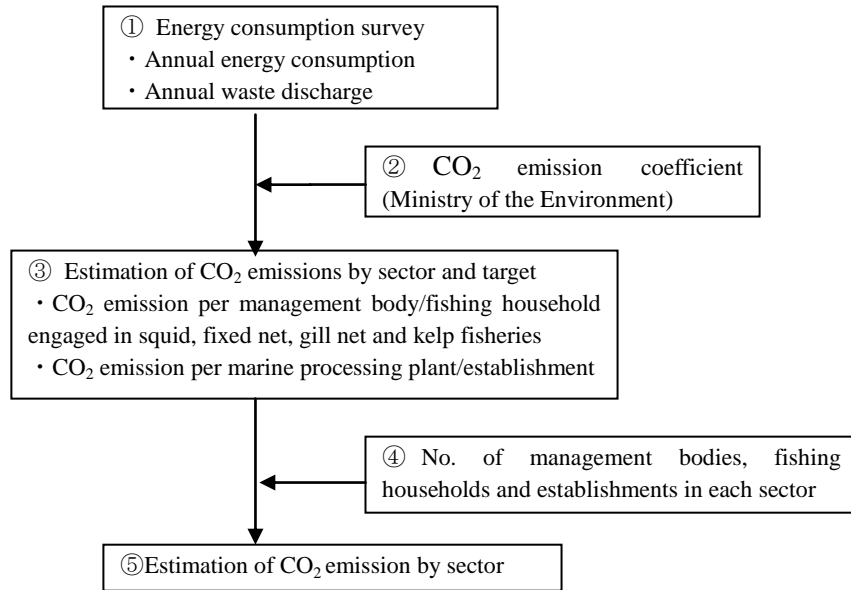 ① Energy consumption survey
・Annual energy consumption
・Annual waste discharge
② CO₂ emission coefficient
(Ministry of the Environment)
③ Estimation of CO₂ emissions by sector and target
・CO₂ emission per management body/fishing household
engaged in squid, fixed net, gill net and kelp fisheries
・CO₂ emission per marine processing plant/establishment
④ No. of management bodies, fishing
households and establishments in each sector
⑤Estimation of CO₂ emission by sector